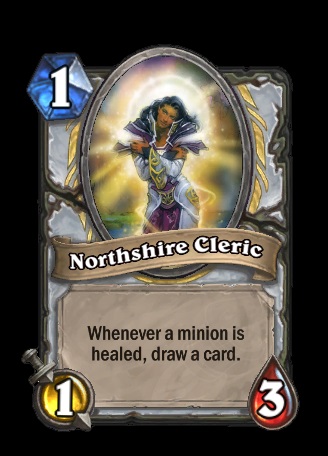 1
Northshire Cleric
Whenever a minion is
healed, draw a card.
1
3